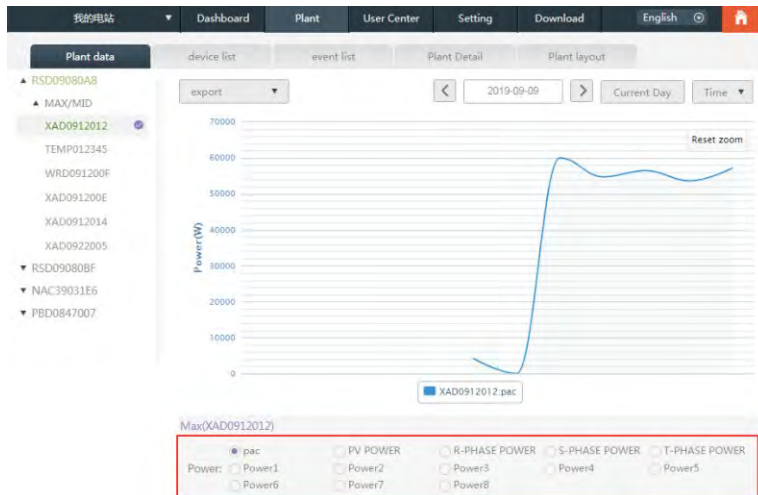 我的电站 ▼ Dashboard Plant User Center Setting Download English
Plant data device list event list Plant Detail Plant layout
▲ RSD09080A8
▲ MAX/MID
XAD0912012
TEMP012345
WRD091200F
XAD091200E
XAD0912014
XAD0922005
▼ RSD09080BF
▼ NAC39031E6
▼ PBD0847007
export ▼ < 2019-09-09 > Current Day Time ▼
Reset zoom
Power(W)
70000
60000
50000
40000
30000
20000
10000
0
XAD0912012:pac
Max(XAD0912012)
pac PV POWER R-PHASE POWER S-PHASE POWER T-PHASE POWER
Power: Power1 Power2 Power3 Power4 Power5
Power6 Power7 Power8